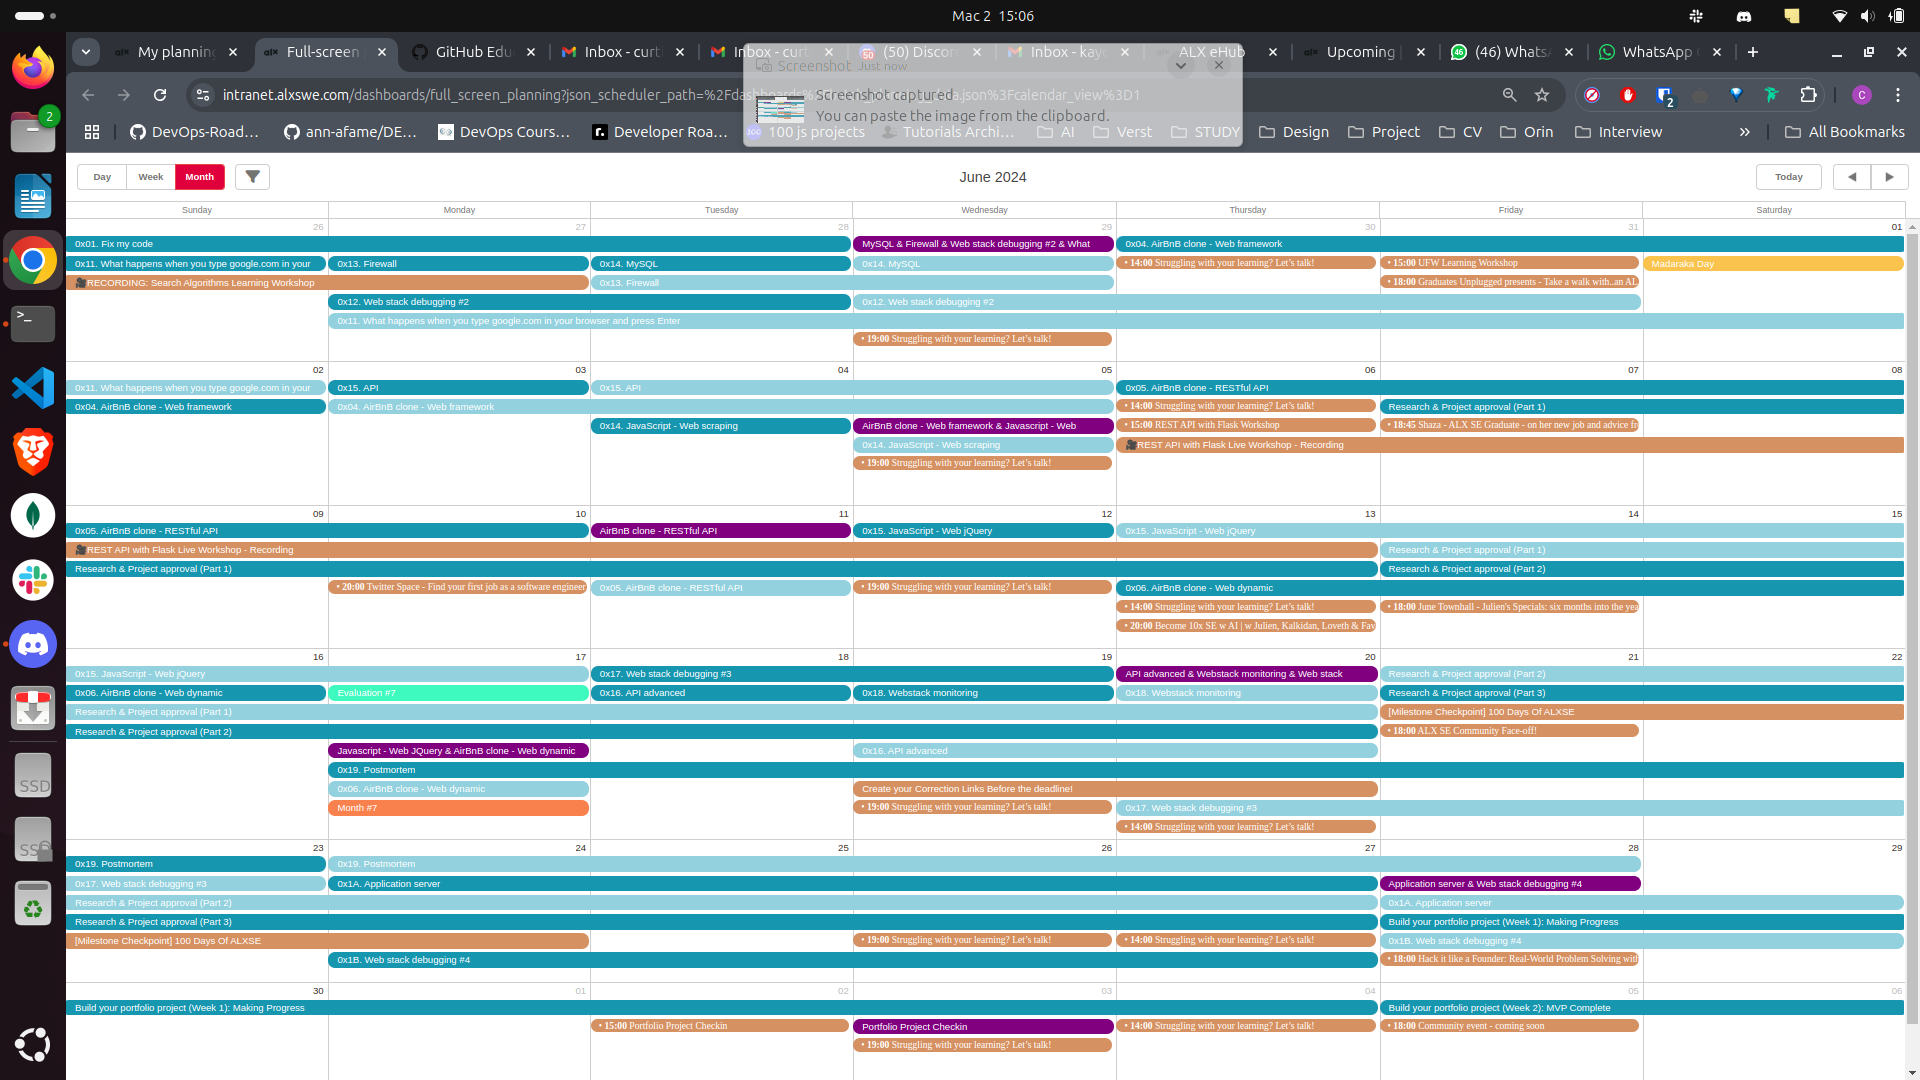 Mac 2 15:06
My planning
Full-screen
GitHub Edu
Inbox - curt
Inbox - curt
(50) Discor
Inbox - kay
ALX eHub
Upcoming
(46) WhatsA
WhatsApp
Screenshot Just now
Screenshot captured
You can paste the image from the clipboard.
intranet.alxswe.com/dashboards/full_screen_planning?json_scheduler_path=%2Fdashboards%
DevOps-Road…
ann-afame/DE…
DevOps Cours…
Developer Roa…
100 js projects
Tutorials Archi…
AI
Verst
STUDY
Design
Project
CV
Orin
Interview
All Bookmarks
Day Week Month
June 2024
Today
Sunday Monday Tuesday Wednesday Thursday Friday Saturday
26 27 28 29 30 31 01
0x01. Fix my code
MySQL & Firewall & Web stack debugging #2 & What
0x04. AirBnB clone - Web framework
0x11. What happens when you type google.com in your
0x13. Firewall
0x14. MySQL
0x14. MySQL
• 14:00 Struggling with your learning? Let's talk!
• 15:00 UFW Learning Workshop
Madaraka Day
RECORDING: Search Algorithms Learning Workshop
0x13. Firewall
• 18:00 Graduates Unplugged presents - Take a walk with..an AL
0x12. Web stack debugging #2
0x12. Web stack debugging #2
0x11. What happens when you type google.com in your browser and press Enter
• 19:00 Struggling with your learning? Let's talk!
02 03 04 05 06 07 08
0x11. What happens when you type google.com in your
0x15. API
0x15. API
0x05. AirBnB clone - RESTful API
0x04. AirBnB clone - Web framework
0x04. AirBnB clone - Web framework
• 14:00 Struggling with your learning? Let's talk!
Research & Project approval (Part 1)
0x14. JavaScript - Web scraping
AirBnB clone - Web framework & Javascript - Web
• 15:00 REST API with Flask Workshop
• 18:45 Shaza - ALX SE Graduate - on her new job and advice fr
0x14. JavaScript - Web scraping
REST API with Flask Live Workshop - Recording
• 19:00 Struggling with your learning? Let's talk!
09 10 11 12 13 14 15
0x05. AirBnB clone - RESTful API
AirBnB clone - RESTful API
0x15. JavaScript - Web jQuery
0x15. JavaScript - Web jQuery
REST API with Flask Live Workshop - Recording
Research & Project approval (Part 1)
Research & Project approval (Part 1)
Research & Project approval (Part 2)
• 20:00 Twitter Space - Find your first job as a software engineer
0x05. AirBnB clone - RESTful API
• 19:00 Struggling with your learning? Let's talk!
0x06. AirBnB clone - Web dynamic
• 14:00 Struggling with your learning? Let's talk!
• 18:00 June Townhall - Julien's Specials: six months into the yea
• 20:00 Become 10x SE w AI | w Julien, Kalkidan, Loveth & Fav
16 17 18 19 20 21 22
0x15. JavaScript - Web jQuery
0x17. Web stack debugging #3
API advanced & Webstack monitoring & Web stack
Research & Project approval (Part 2)
0x06. AirBnB clone - Web dynamic
Evaluation #7
0x16. API advanced
0x18. Webstack monitoring
0x18. Webstack monitoring
Research & Project approval (Part 3)
Research & Project approval (Part 1)
[Milestone Checkpoint] 100 Days Of ALXSE
Research & Project approval (Part 2)
• 18:00 ALX SE Community Face-off!
Javascript - Web JQuery & AirBnB clone - Web dynamic
0x16. API advanced
0x19. Postmortem
0x06. AirBnB clone - Web dynamic
Create your Correction Links Before the deadline!
Month #7
• 19:00 Struggling with your learning? Let's talk!
0x17. Web stack debugging #3
• 14:00 Struggling with your learning? Let's talk!
23 24 25 26 27 28 29
0x19. Postmortem
0x19. Postmortem
0x17. Web stack debugging #3
0x1A. Application server
Application server & Web stack debugging #4
Research & Project approval (Part 2)
0x1A. Application server
Research & Project approval (Part 3)
Build your portfolio project (Week 1): Making Progress
[Milestone Checkpoint] 100 Days Of ALXSE
• 19:00 Struggling with your learning? Let's talk!
• 14:00 Struggling with your learning? Let's talk!
0x1B. Web stack debugging #4
0x1B. Web stack debugging #4
• 18:00 Hack it like a Founder: Real-World Problem Solving wit
30 01 02 03 04 05 06
Build your portfolio project (Week 1): Making Progress
Build your portfolio project (Week 2): MVP Complete
• 15:00 Portfolio Project Checkin
Portfolio Project Checkin
• 14:00 Struggling with your learning? Let's talk!
• 18:00 Community event - coming soon
• 19:00 Struggling with your learning? Let's talk!